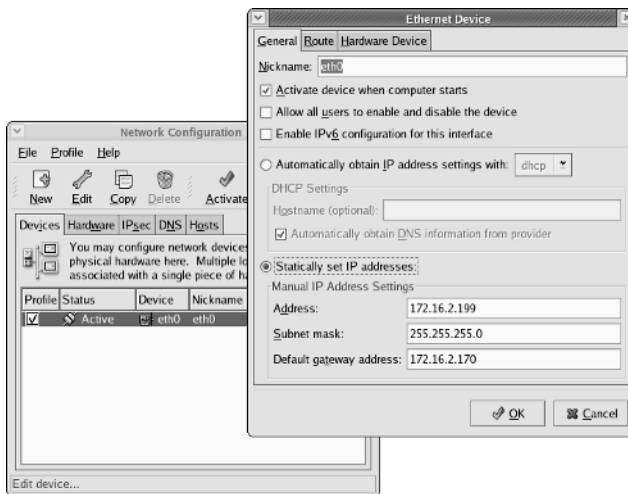 Network Configuration
File Profile Help
New Edit Copy Delete Activate
Devices Hardware IPsec DNS Hosts
You may configure network devices
physical hardware here. Multiple lo
associated with a single piece of ha
Profile Status Device Nickname
Active eth0 eth0
Edit device...
Ethernet Device
General Route Hardware Device
Nickname: eth0
Activate device when computer starts
Allow all users to enable and disable the device
Enable IPv6 configuration for this interface
Automatically obtain IP address settings with: dhcp
DHCP Settings
Hostname (optional):
Automatically obtain DNS information from provider
Statically set IP addresses:
Manual IP Address Settings
Address: 172.16.2.199
Subnet mask: 255.255.255.0
Default gateway address: 172.16.2.170
OK Cancel